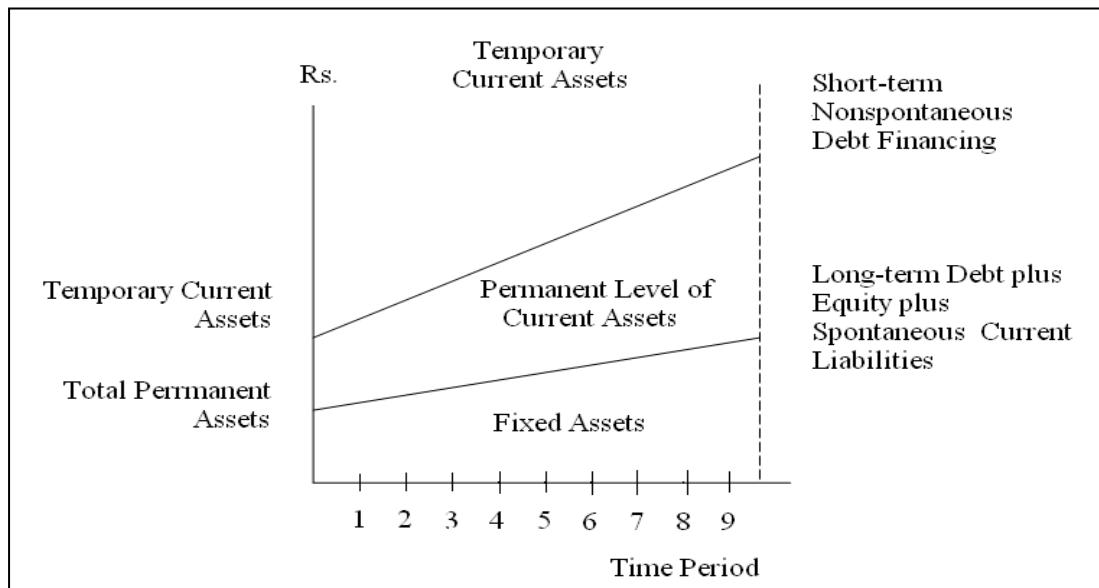 Temporary
Current Assets
Rs.
Short-term
Nonspontaneous
Debt Financing
Temporary Current
Assets
Permanent Level of
Current Assets
Long-term Debt plus
Equity plus
Spontaneous Current
Liabilities
Total Perrmanent
Assets
Fixed Assets
1 2 3 4 5 6 7 8 9
Time Period